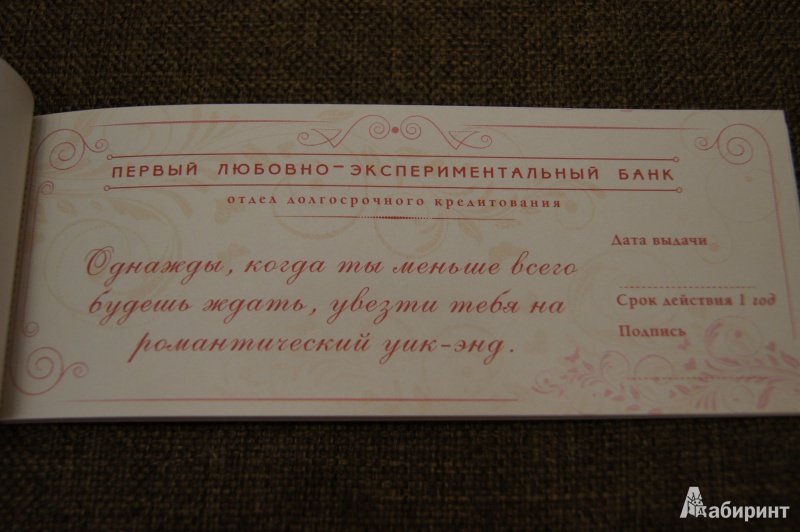 ПЕРВЫЙ ЛЮБОВНО-ЭКСПЕРИМЕНТАЛЬНЫЙ БАНК
отдел долгосрочного кредитования
Однажды, когда ты меньше всего
будешь ждать, увезти тебя на
романтический уик-энд.
Дата выдачи
Срок действия 1 год
Подпись
Лабиринт